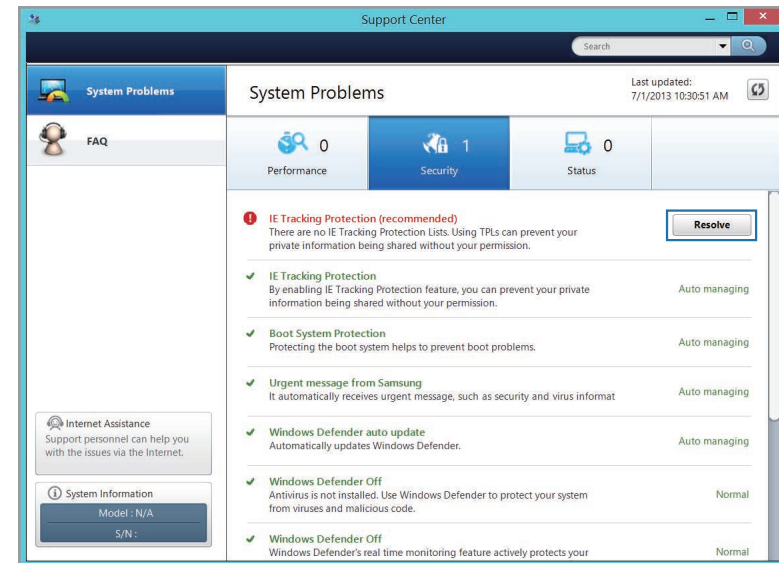 Support Center
Search
System Problems
FAQ
System Problems
Last updated:
7/1/2013 10:30:51 AM
0
Performance
1
Security
0
Status
IE Tracking Protection (recommended)
There are no IE Tracking Protection Lists. Using TPLs can prevent your
private information being shared without your permission.
Resolve
IE Tracking Protection
By enabling IE Tracking Protection feature, you can prevent your private
information being shared without your permission.
Auto managing
Boot System Protection
Protecting the boot system helps to prevent boot problems.
Auto managing
Urgent message from Samsung
It automatically receives urgent message, such as security and virus informat
Auto managing
Windows Defender auto update
Automatically updates Windows Defender.
Auto managing
Windows Defender Off
Antivirus is not installed. Use Windows Defender to protect your system
from viruses and malicious code.
Normal
Windows Defender Off
Windows Defender's real time monitoring feature actively protects your
Normal
Internet Assistance
Support personnel can help you
with the issues via the Internet.
System Information
Model : N/A
S/N :